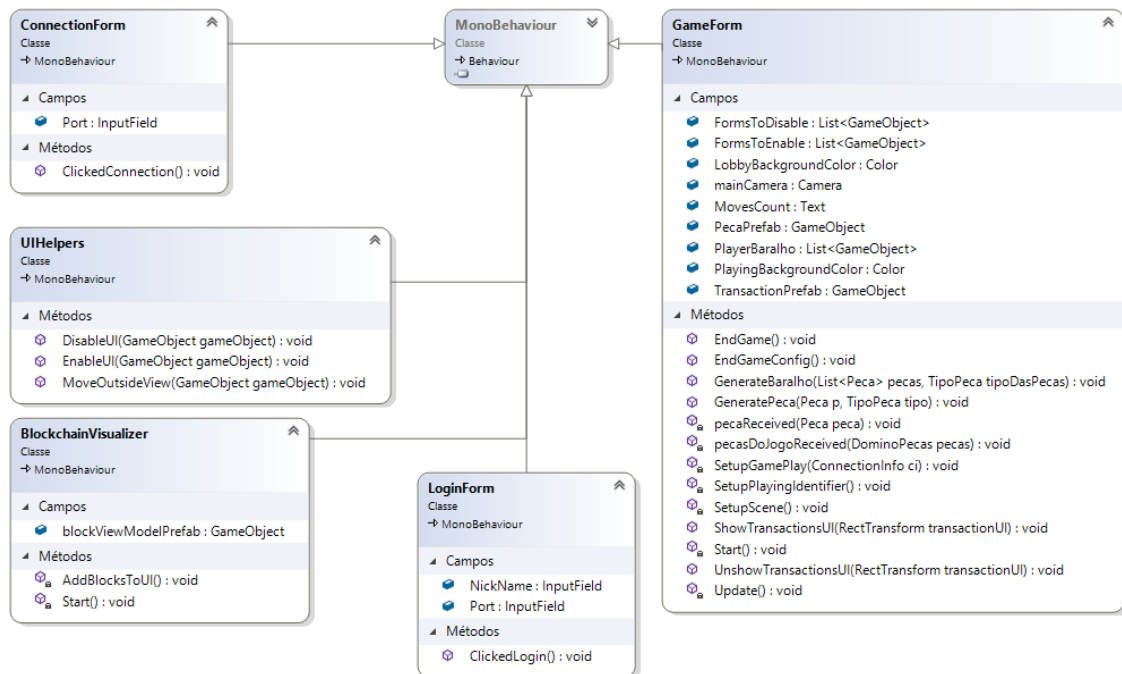 ConnectionForm
Classe
MonoBehaviour
Campos
Port : InputField
Métodos
ClickedConnection() : void
MonoBehaviour
Classe
Behaviour
GameForm
Classe
MonoBehaviour
Campos
FormsToDisable : List<GameObject>
FormsToEnable : List<GameObject>
LobbyBackgroundColor : Color
mainCamera : Camera
MovesCount : Text
PecaPrefab : GameObject
PlayerBaralho : List<GameObject>
PlayingBackgroundColor : Color
TransactionPrefab : GameObject
Métodos
EndGame() : void
EndGameConfig() : void
GenerateBaralho(List<Peca> pecas, TipoPeca tipoDasPecas) : void
GeneratePeca(Peca p, TipoPeca tipo) : void
pecaReceived(Peca peca) : void
pecasDoJogoReceived(DominoPecas pecas) : void
SetupGamePlay(ConnectionInfo ci) : void
SetupPlayingIdentifier() : void
SetupScene() : void
ShowTransactionsUI(RectTransform transactionUI) : void
Start() : void
UnshowTransactionsUI(RectTransform transactionUI) : void
Update() : void
UIHelpers
Classe
MonoBehaviour
Métodos
DisableUI(GameObject gameObject) : void
EnableUI(GameObject gameObject) : void
MoveOutsideView(GameObject gameObject) : void
BlockchainVisualizer
Classe
MonoBehaviour
Campos
blockViewModelPrefab : GameObject
Métodos
AddBlocksToUI() : void
Start() : void
LoginForm
Classe
MonoBehaviour
Campos
NickName : InputField
Port : InputField
Métodos
ClickedLogin() : void